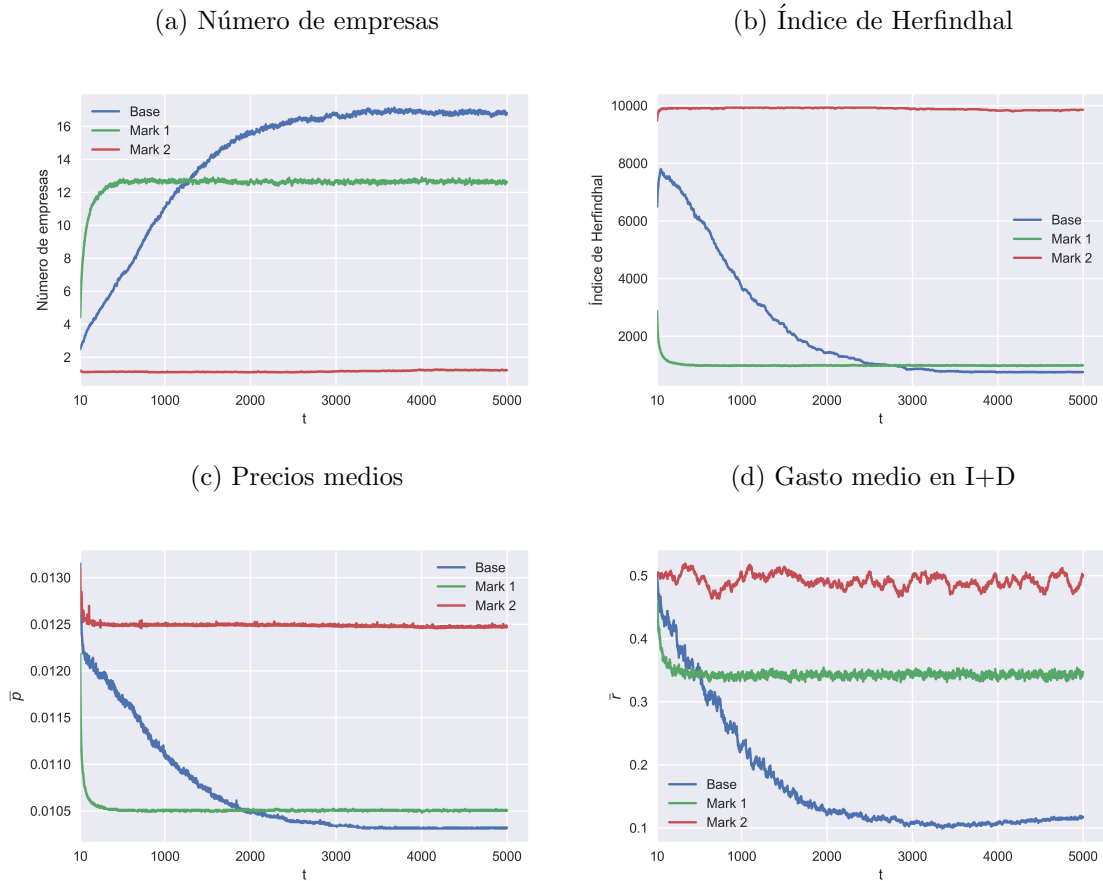 (a) Número de empresas
Base
Mark 1
Mark 2
16
14
12
10
8
6
4
2
Número de empresas
10 1000 2000 3000 4000 5000
t
(b) Índice de Herfindhal
10000
8000
6000
4000
2000
Índice de Herfindhal
Base
Mark 1
Mark 2
10 1000 2000 3000 4000 5000
t
(c) Precios medios
Base
Mark 1
Mark 2
0.0130
0.0125
0.0120
0.0115
0.0110
0.0105
p̅
10 1000 2000 3000 4000 5000
t
(d) Gasto medio en I+D
0.5
0.4
0.3
0.2
0.1
r̅
Base
Mark 1
Mark 2
10 1000 2000 3000 4000 5000
t